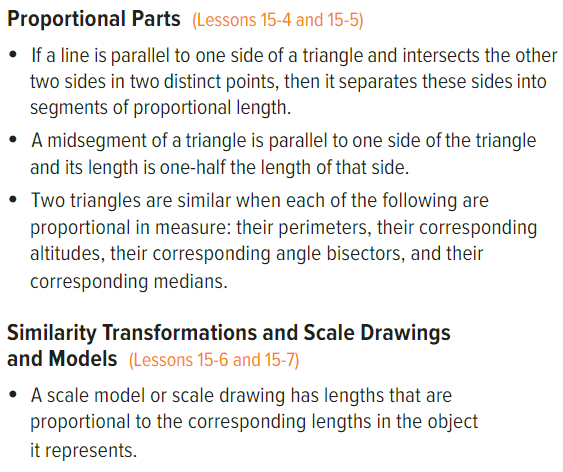 Proportional Parts (Lessons 15-4 and 15-5)
• If a line is parallel to one side of a triangle and intersects the other
two sides in two distinct points, then it separates these sides into
segments of proportional length.
• A midsegment of a triangle is parallel to one side of the triangle
and its length is one-half the length of that side.
• Two triangles are similar when each of the following are
proportional in measure: their perimeters, their corresponding
altitudes, their corresponding angle bisectors, and their
corresponding medians.
Similarity Transformations and Scale Drawings
and Models (Lessons 15-6 and 15-7)
• A scale model or scale drawing has lengths that are
proportional to the corresponding lengths in the object
it represents.